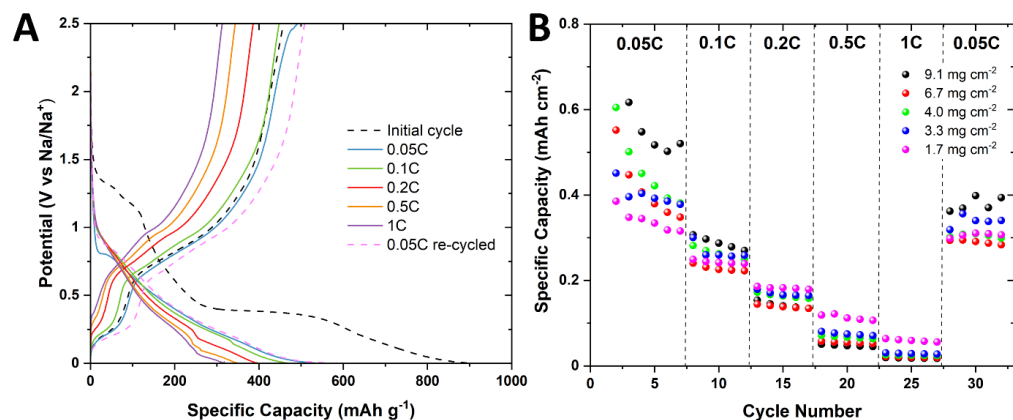 A
2.5
2.0
1.5
1.0
0.5
0
0
200
400
600
800
1000
Potential (V vs Na/Na⁺)
Specific Capacity (mAh g⁻¹)
Initial cycle
0.05C
0.1C
0.2C
0.5C
1C
0.05C re-cycled
B
0.8
0.6
0.4
0.2
0.0
0
5
10
15
20
25
30
Specific Capacity (mAh cm⁻²)
Cycle Number
0.05C
0.1C
0.2C
0.5C
1C
0.05C
9.1 mg cm⁻²
6.7 mg cm⁻²
4.0 mg cm⁻²
3.3 mg cm⁻²
1.7 mg cm⁻²